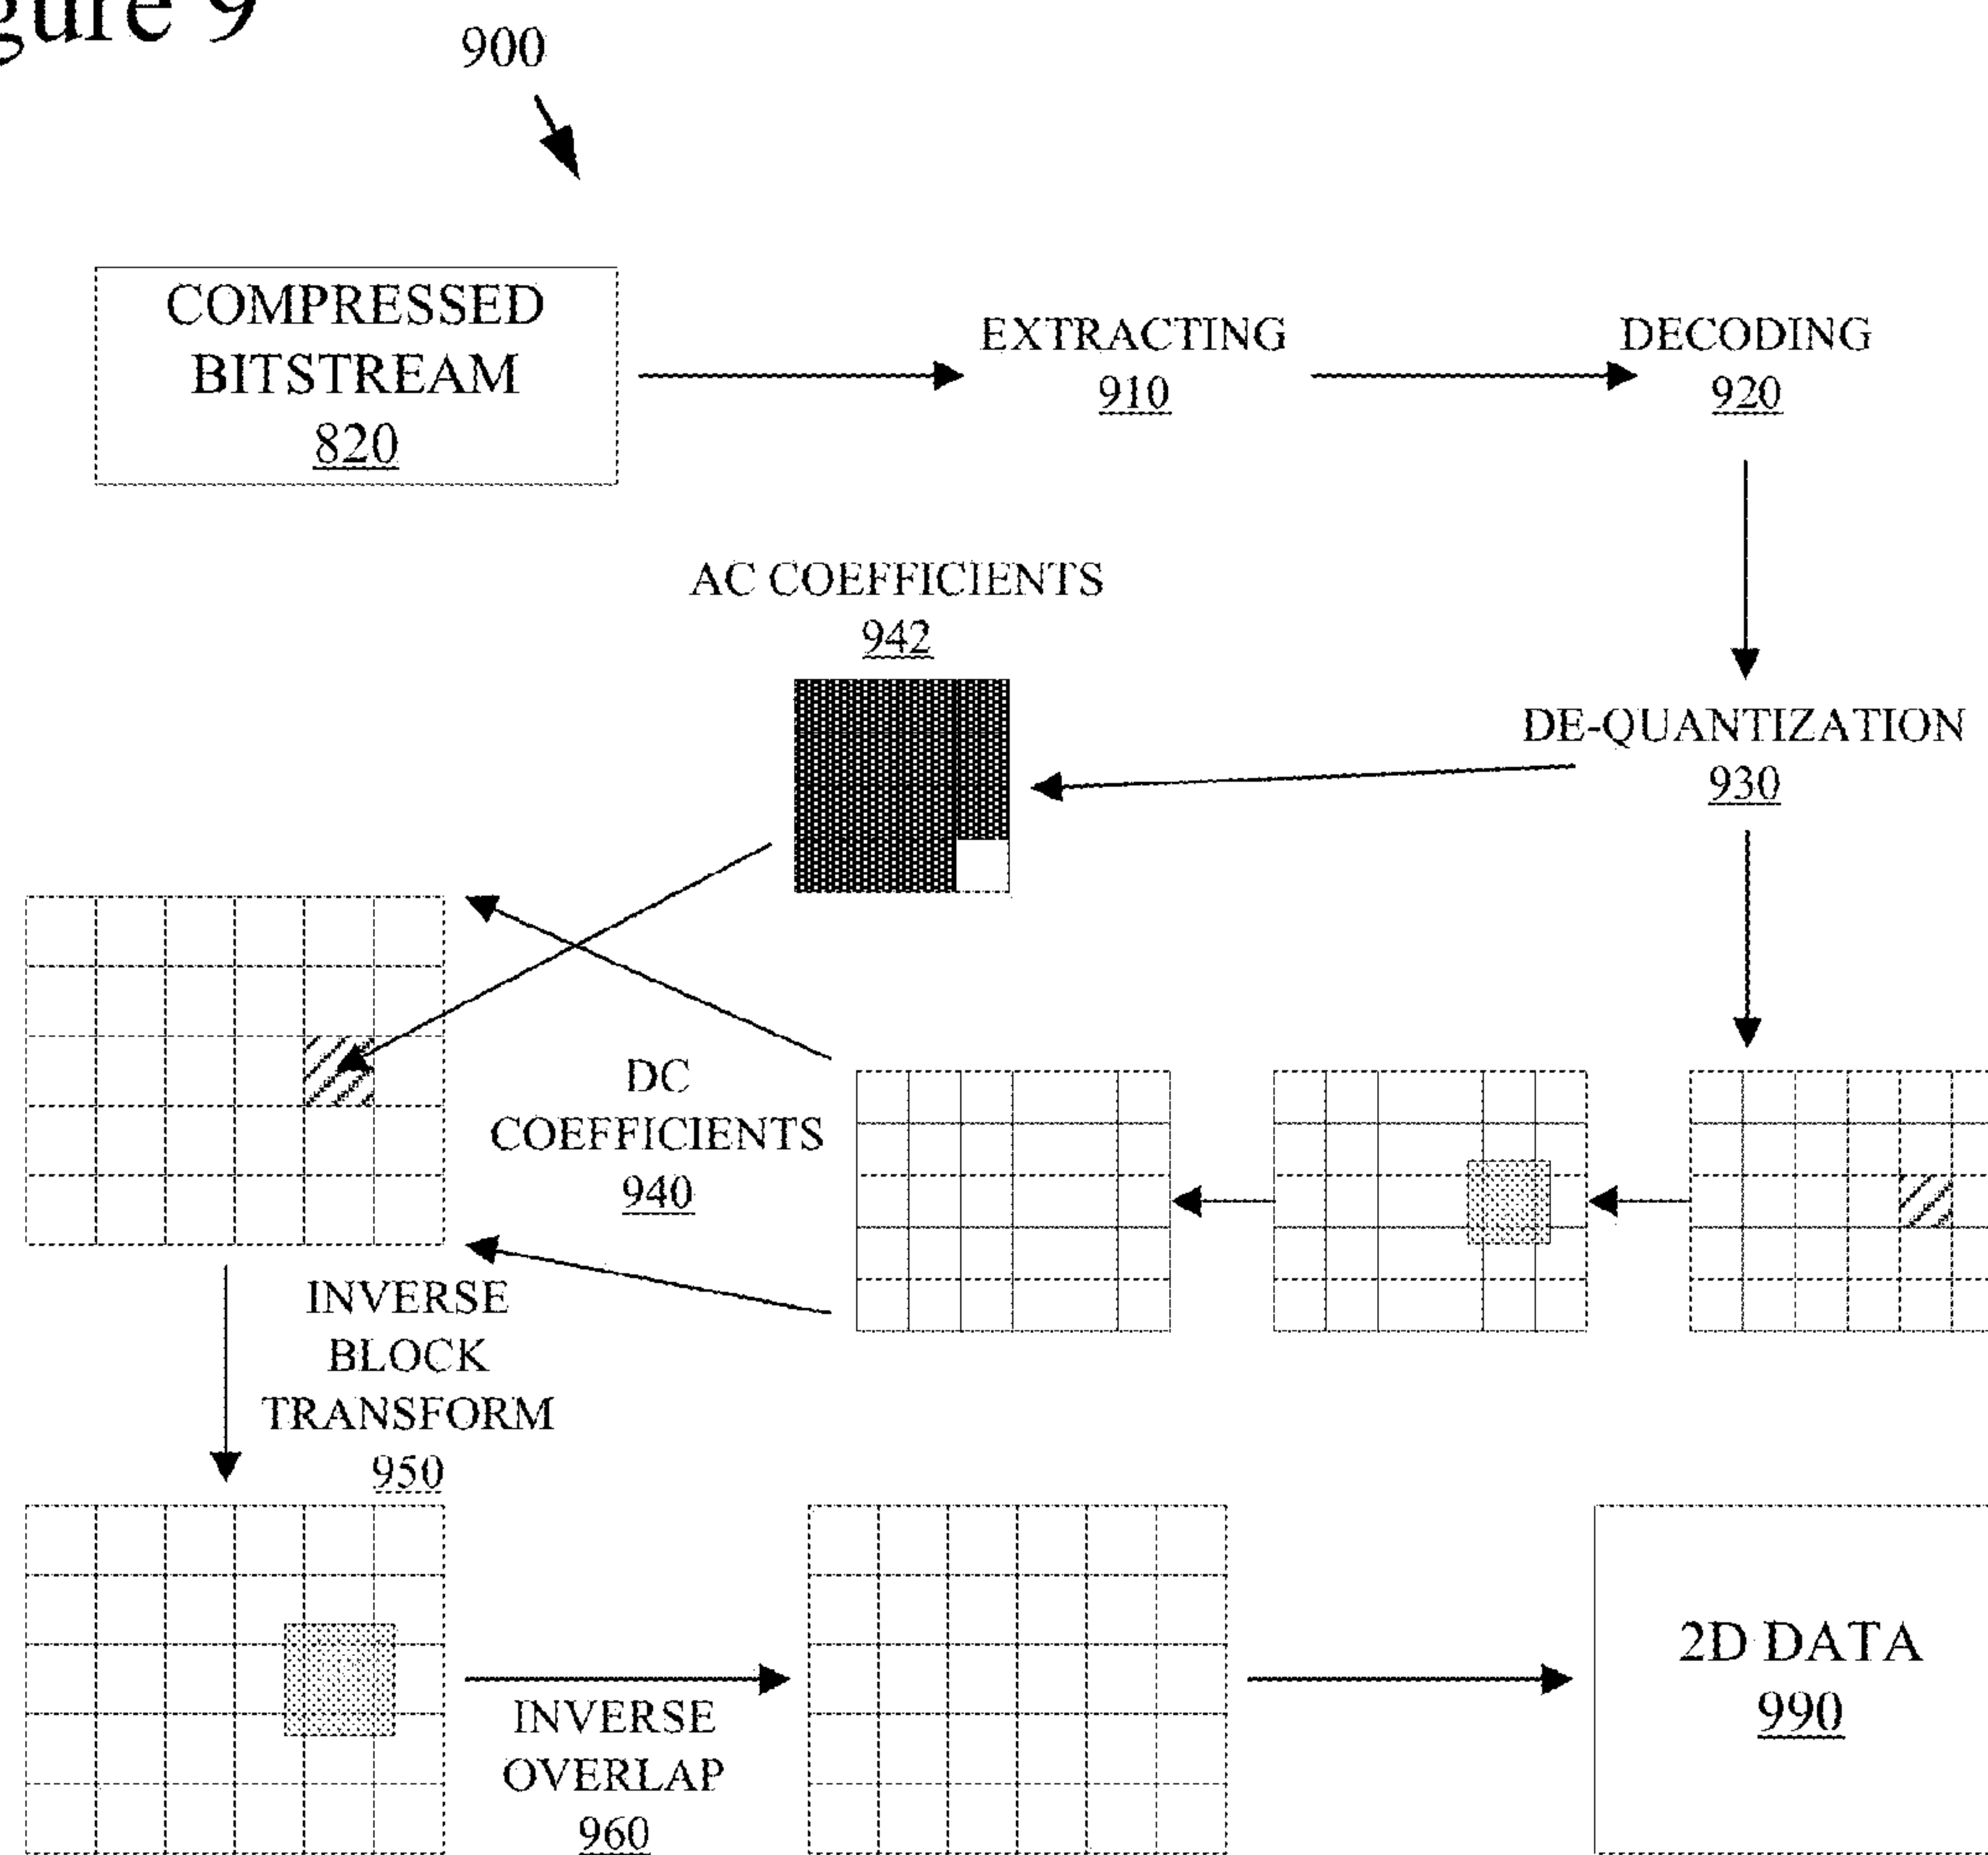 gure 9
900
COMPRESSED
BITSTREAM
820
EXTRACTING
910
DECODING
920
AC COEFFICIENTS
942
DE-QUANTIZATION
930
DC
COEFFICIENTS
940
INVERSE
BLOCK
TRANSFORM
950
INVERSE
OVERLAP
960
2D DATA
990